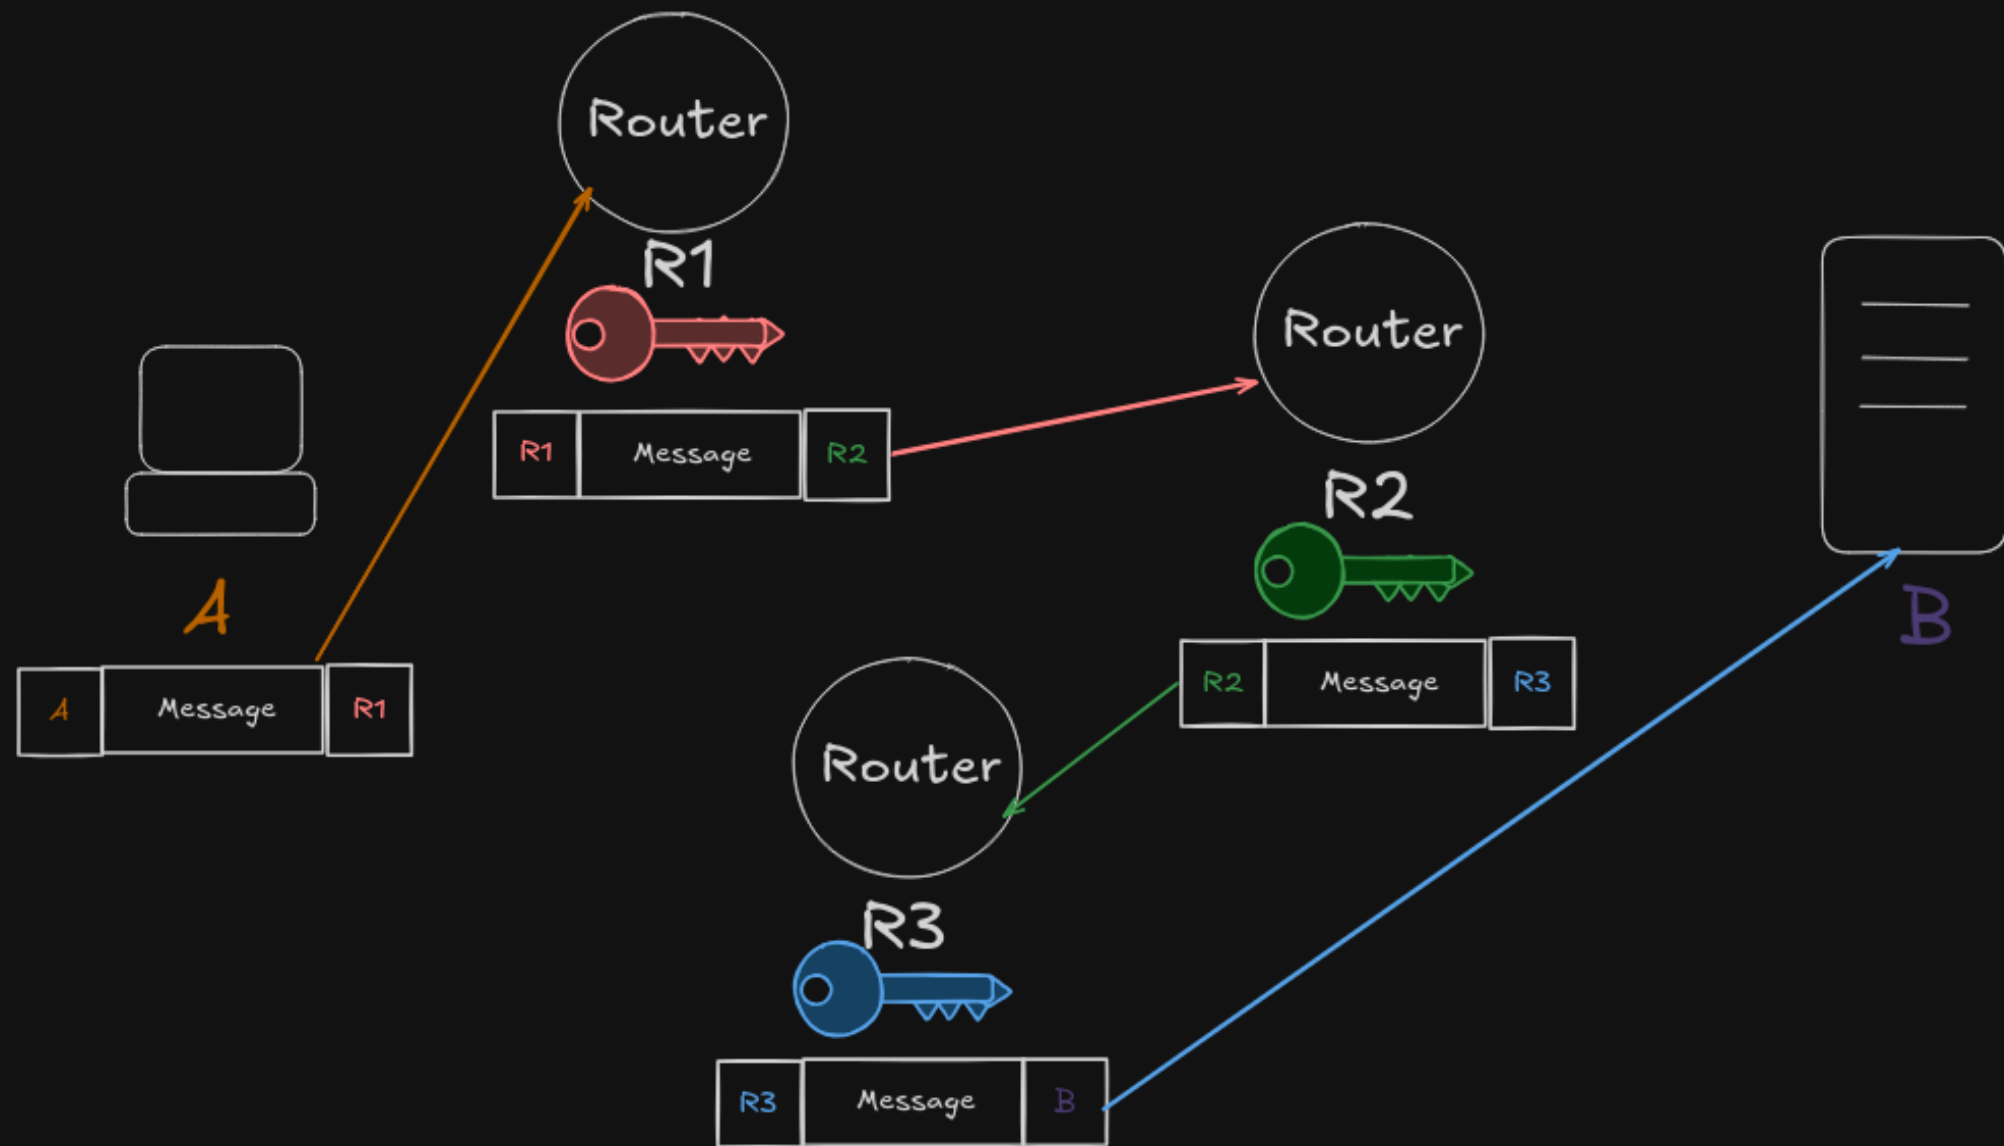 Router
R1
R1 Message R2
A
A Message R1
Router
R2
R2 Message R3
Router
R3
R3 Message B
B